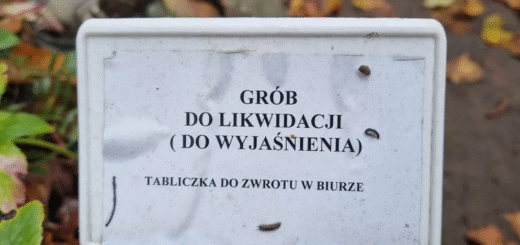 GRÓB
DO LIKWIDACJI
( DO WYJAŚNIENIA)
TABLICZKA DO ZWROTU W BIURZE